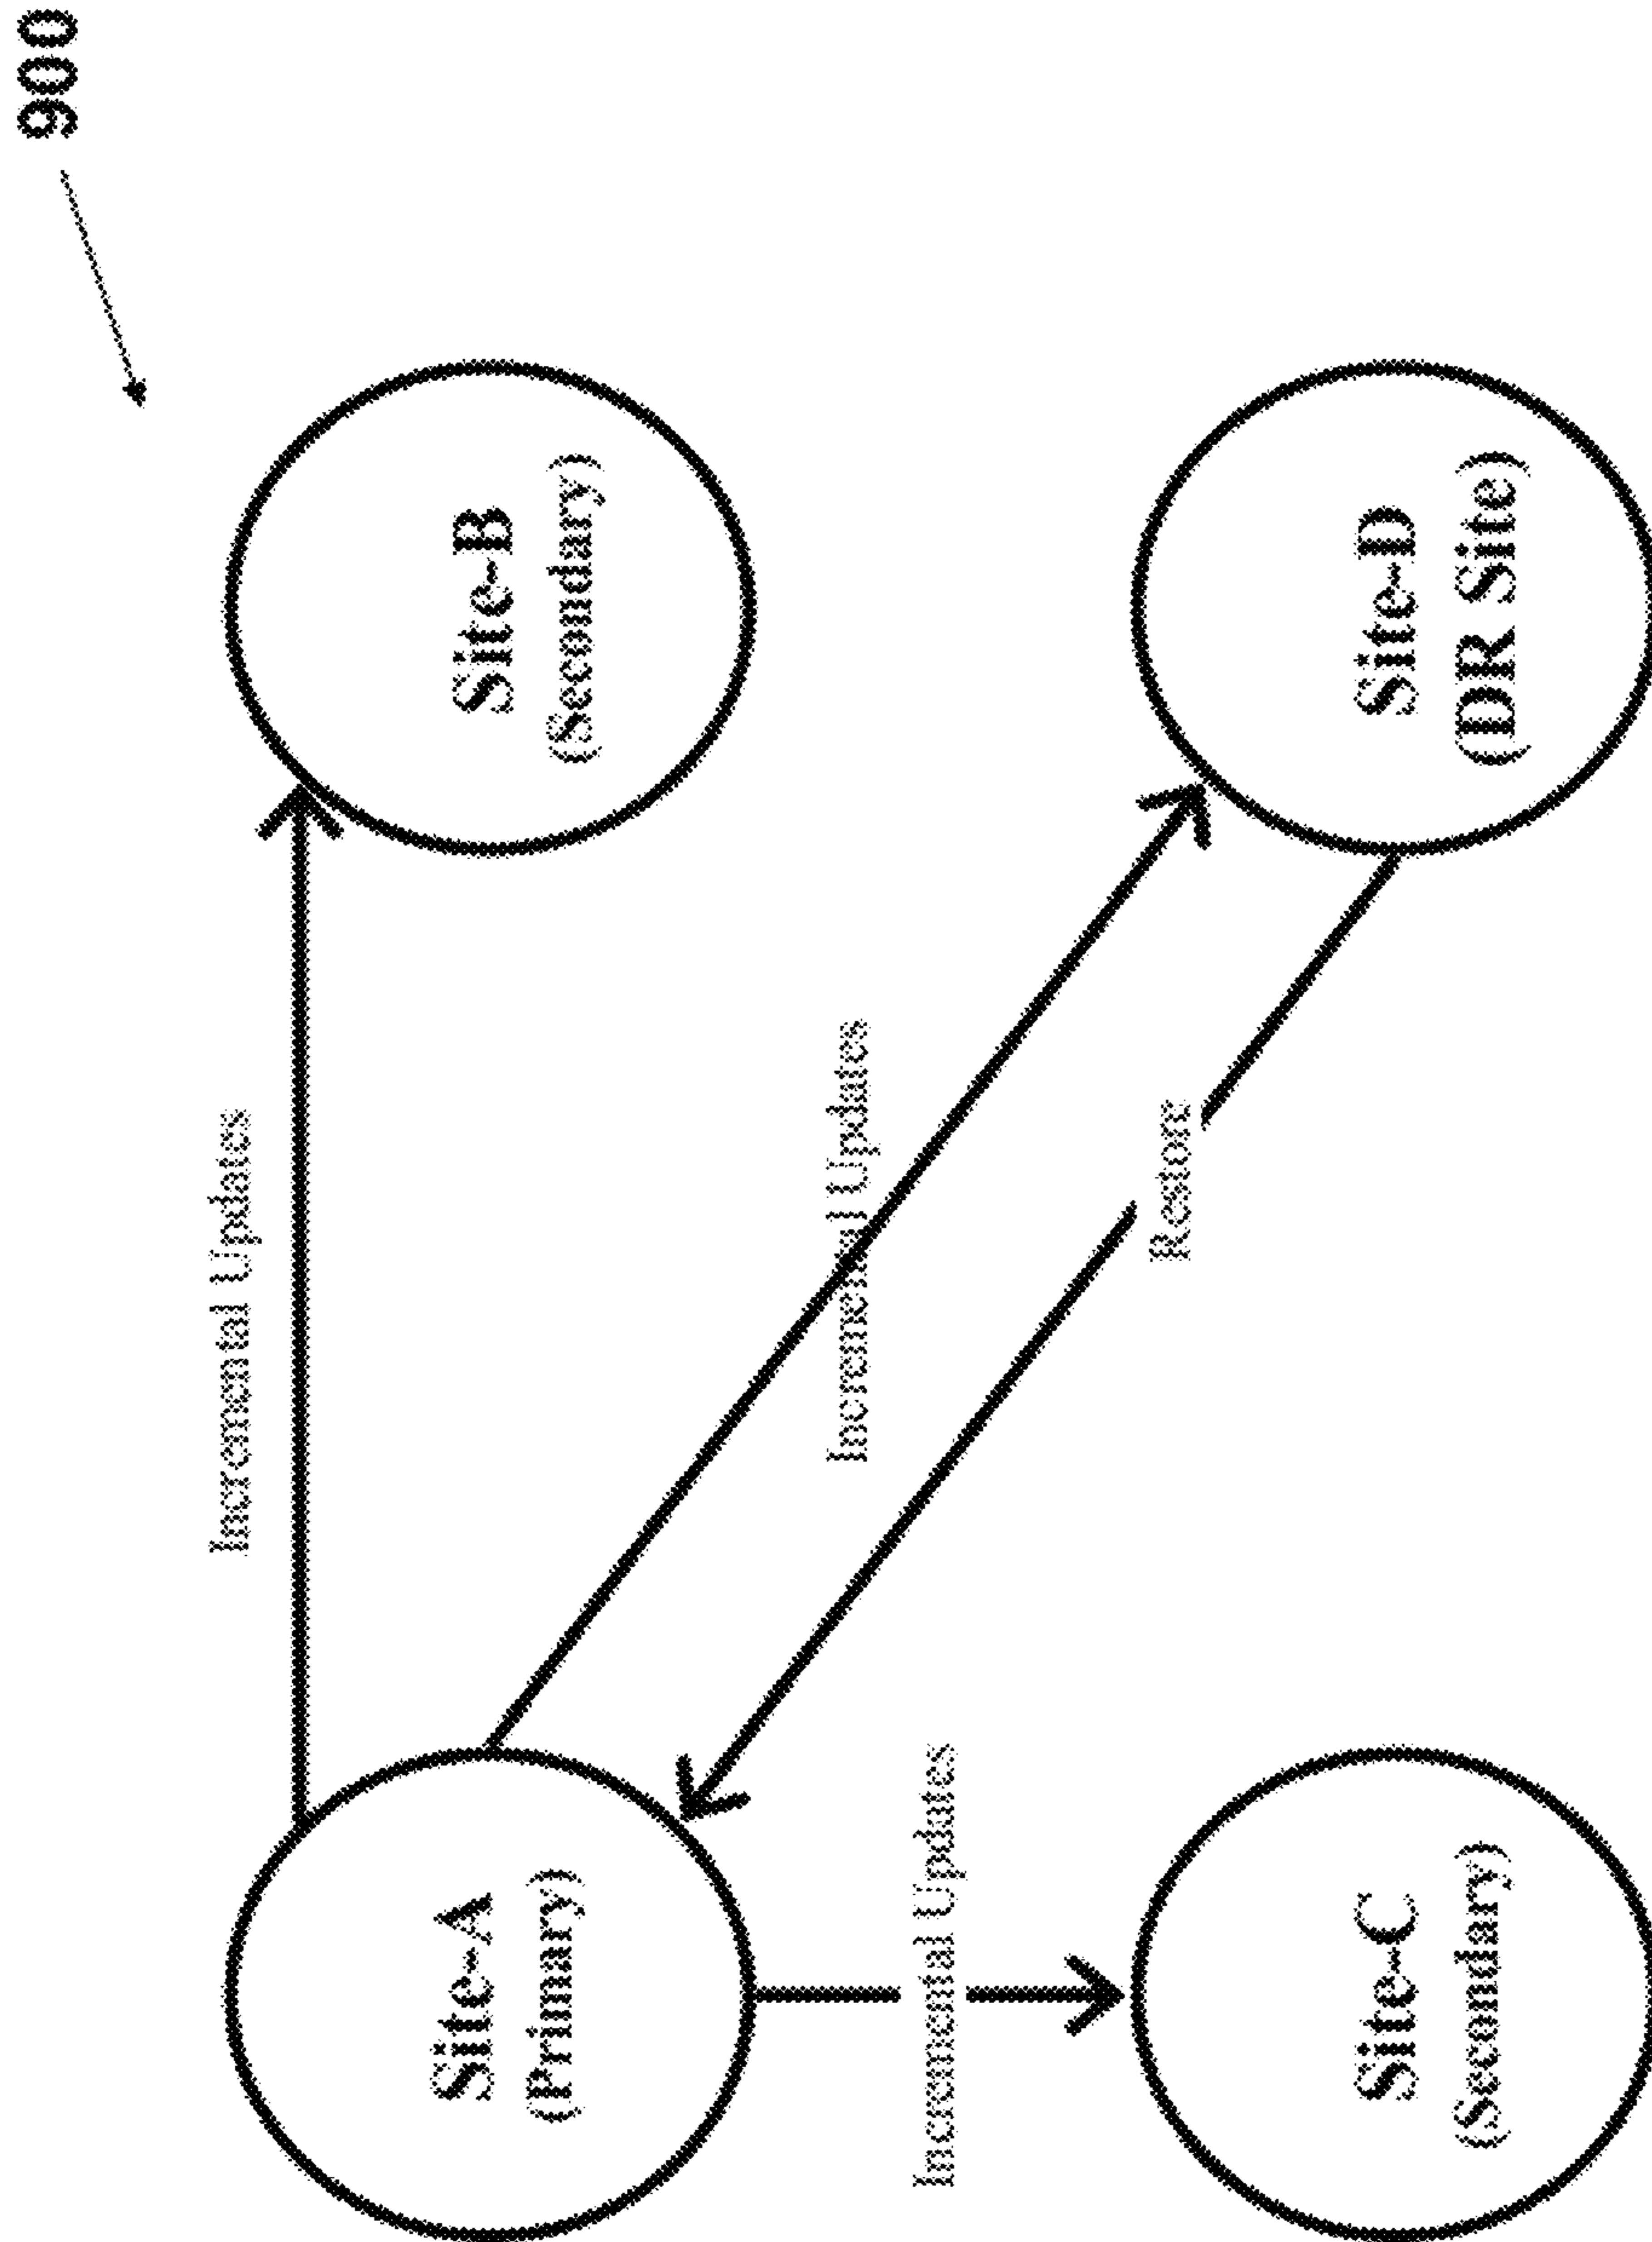 900
Incremental Updates
Site-A
(Primary)
Site-B
(Secondary)
Incremental Updates
Incremental Updates
Restore
Site-C
(Secondary)
Site-D
(DR Site)